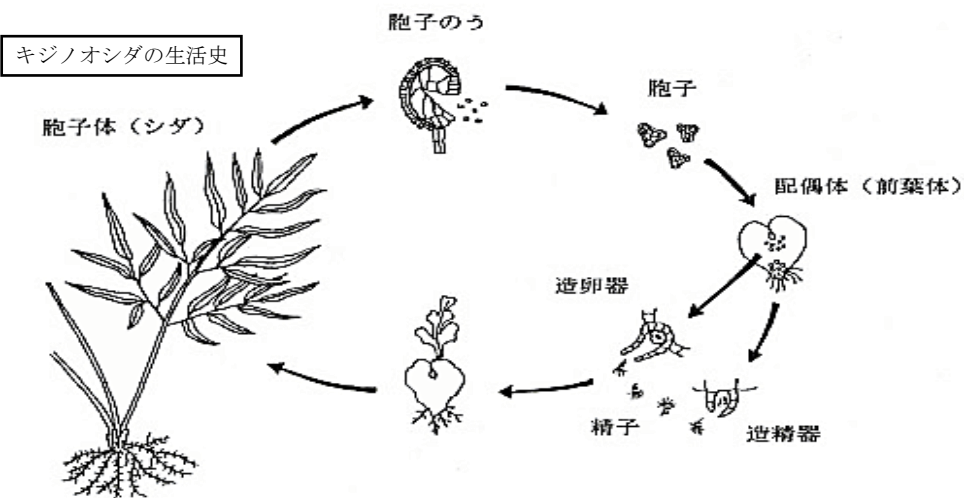 胞子のう
キジノオシダの生活史
胞子
胞子体（シダ）
配偶体（前葉体）
造卵器
精子
造精器